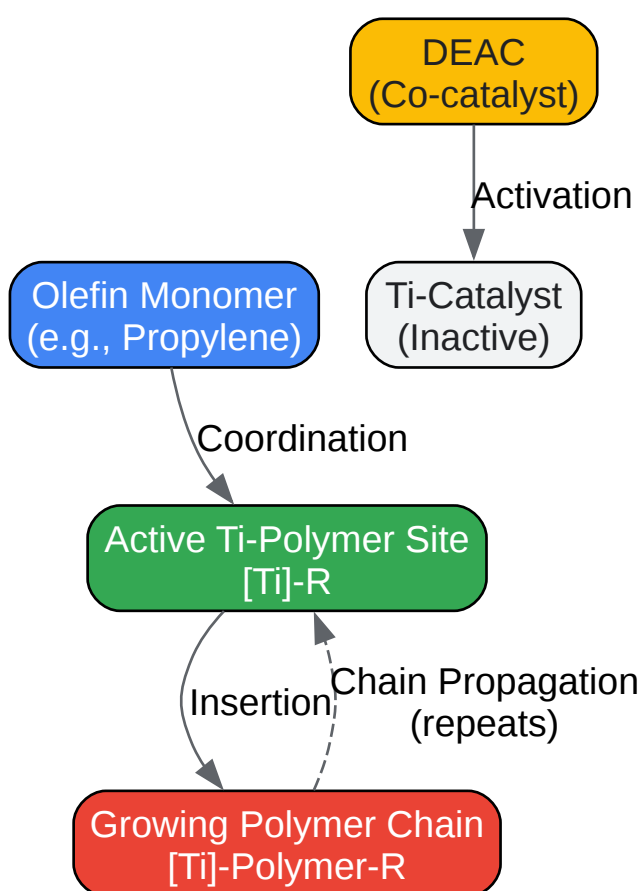 DEAC
(Co-catalyst)
Activation
Olefin Monomer
(e.g., Propylene)
Ti-Catalyst
(Inactive)
Coordination
Active Ti-Polymer Site
[Ti]-R
Insertion
Chain Propagation
(repeats)
Growing Polymer Chain
[Ti]-Polymer-R